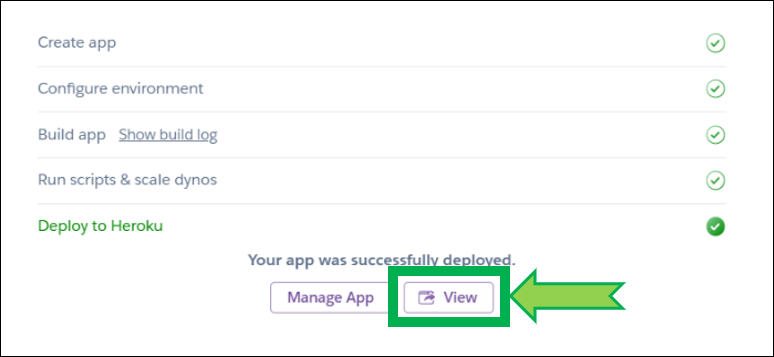 Create app
Configure environment
Build app Show build log
Run scripts & scale dynos
Deploy to Heroku
Your app was successfully deployed.
Manage App View